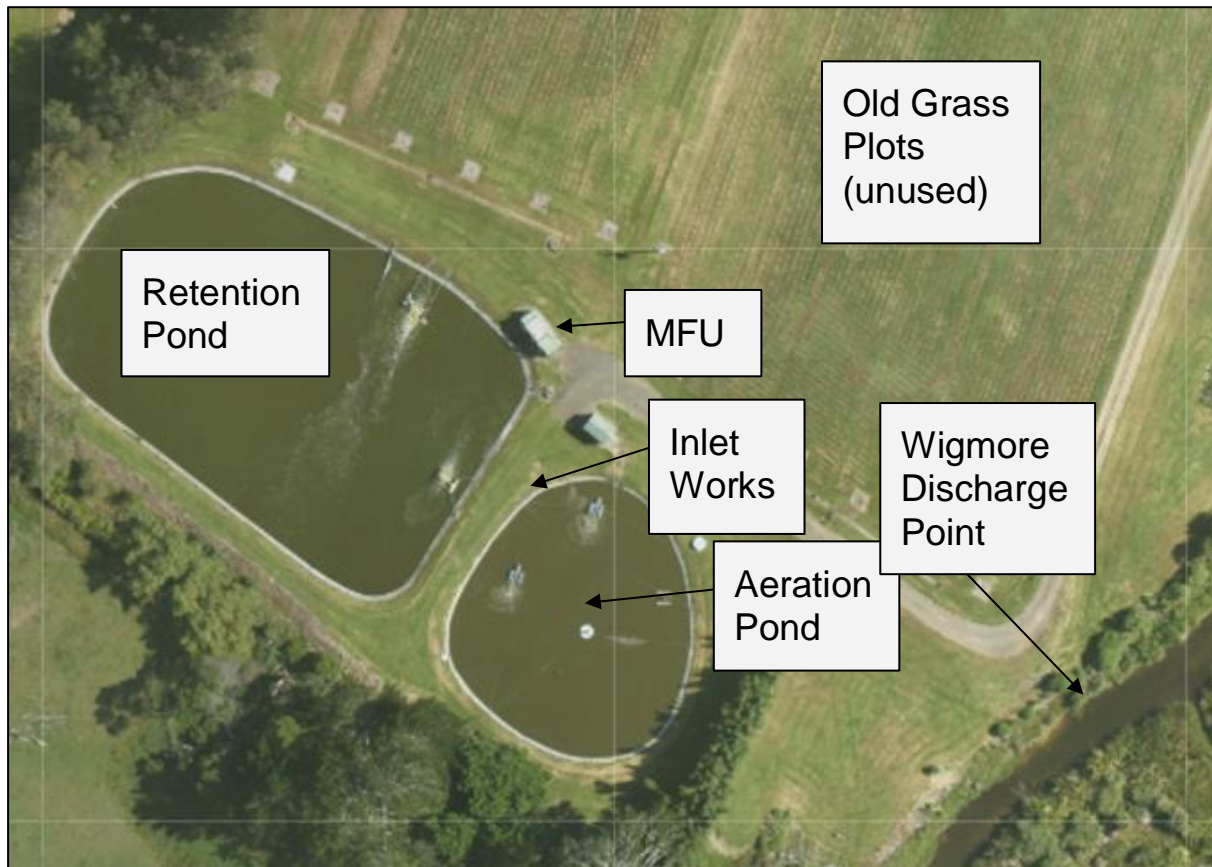 Old Grass
Plots
(unused)
Retention
Pond
MFU
Inlet
Works
Wigmore
Discharge
Point
Aeration
Pond